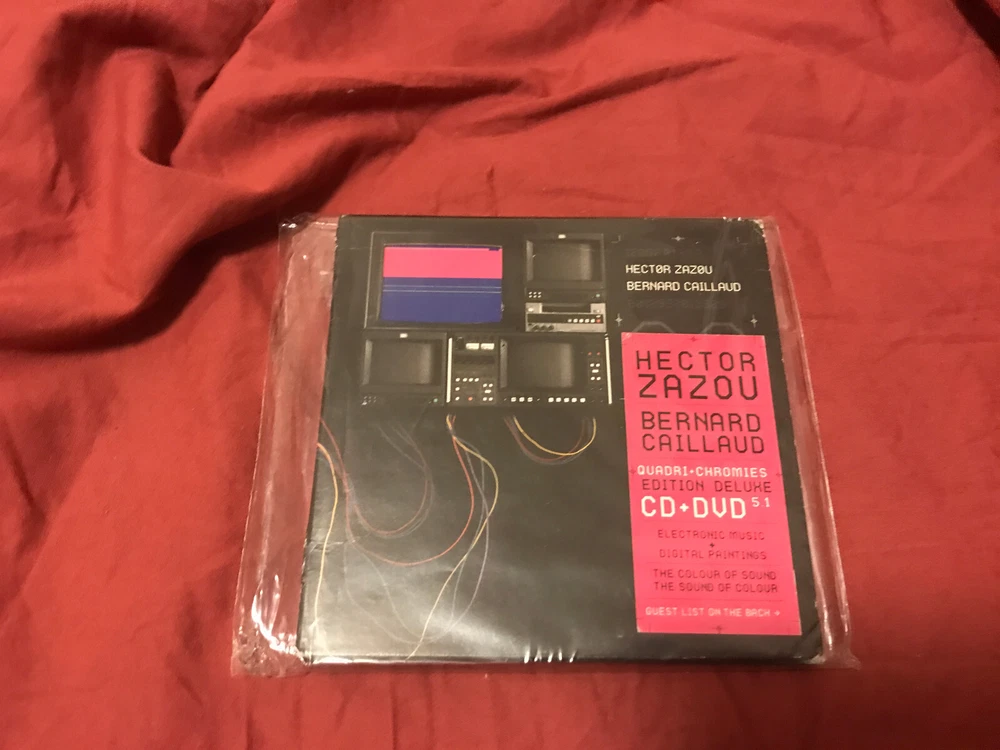 HECTØR ZAZØU
BERNARD CAILLAUD
HECTOR
ZAZOU
BERNARD
CAILLAUD
QUADRI+CHROMIES
EDITION DELUXE
CD+DVD 5.1
ELECTRONIC MUSIC
+
DIGITAL PAINTINGS
THE COLOUR OF SOUND
THE SOUND OF COLOUR
GUEST LIST ON THE BACK →